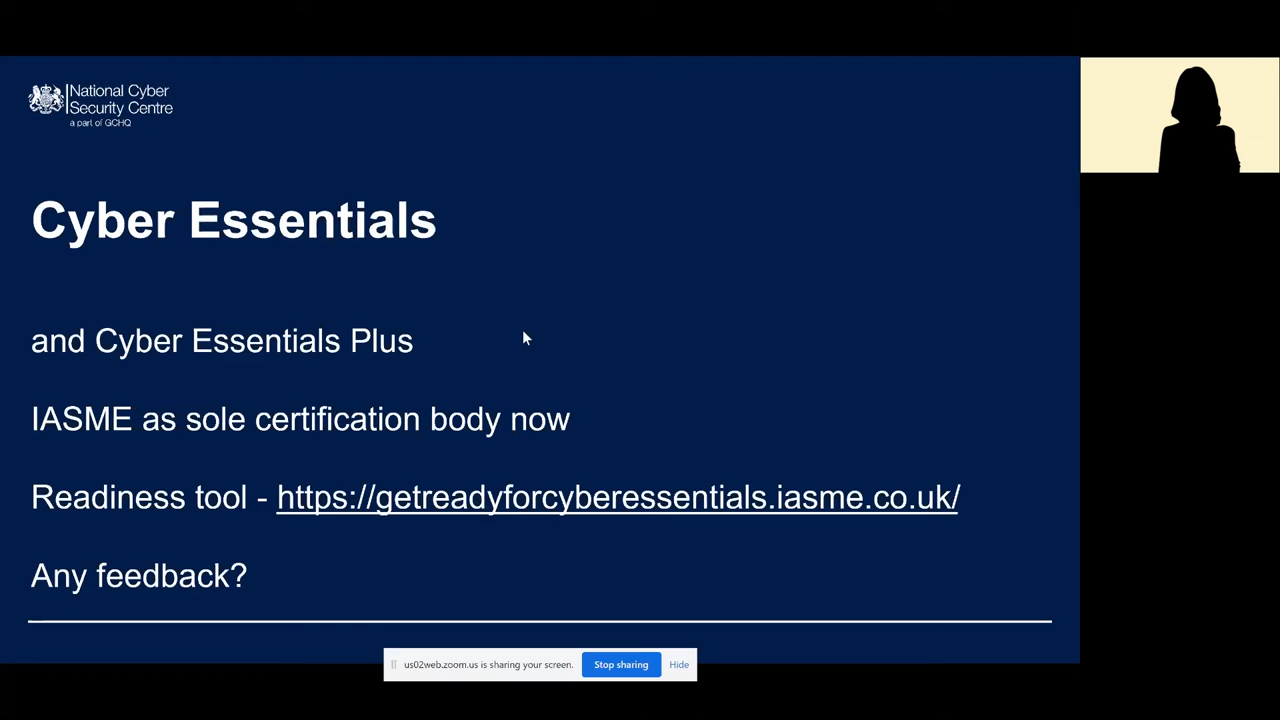 National Cyber
Security Centre
a part of GCHQ
Cyber Essentials
and Cyber Essentials Plus
IASME as sole certification body now
Readiness tool - https://getreadyforcyberessentials.iasme.co.uk/
Any feedback?
us02web.zoom.us is sharing your screen. Stop sharing Hide